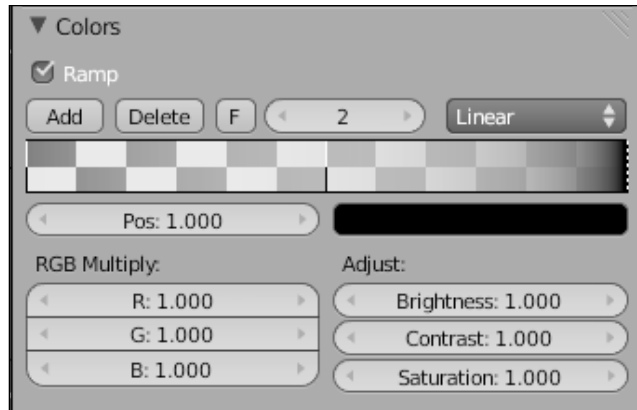 Colors
Ramp
Add Delete F 2 Linear
Pos: 1.000
RGB Multiply: Adjust:
R: 1.000 Brightness: 1.000
G: 1.000 Contrast: 1.000
B: 1.000 Saturation: 1.000